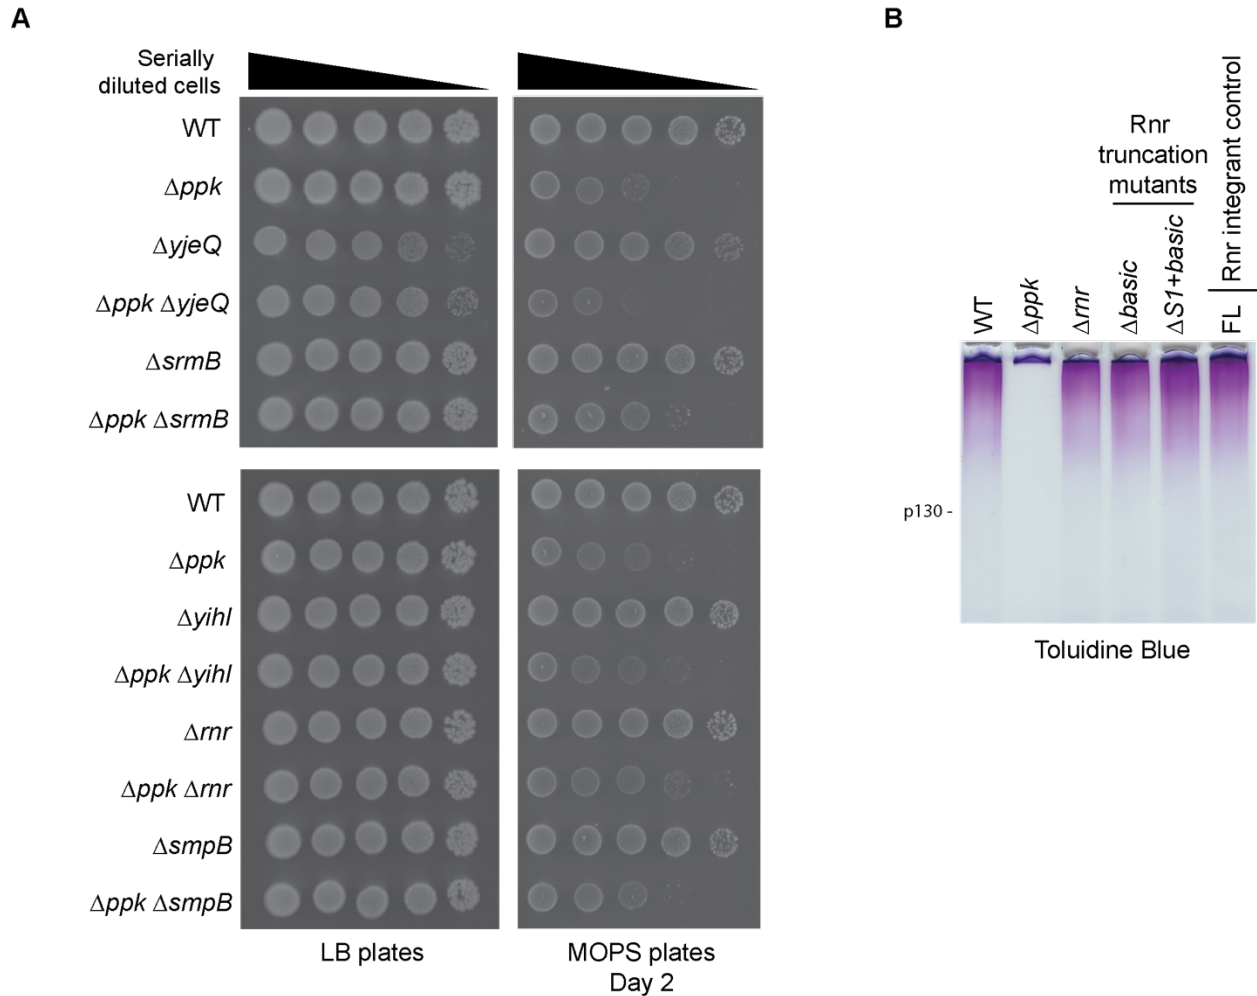 A
Serially
diluted cells
WT
Δppk
ΔyjeQ
Δppk ΔyjeQ
ΔsrmB
Δppk ΔsrmB
WT
Δppk
ΔyihI
Δppk ΔyihI
Δrnr
Δppk Δrnr
ΔsmpB
Δppk ΔsmpB
LB plates
MOPS plates
Day 2
B
Rnr
truncation
mutants
Rnr integrant control
WT
Δppk
Δrnr
Δbasic
ΔS1+basic
FL
p130 -
Toluidine Blue